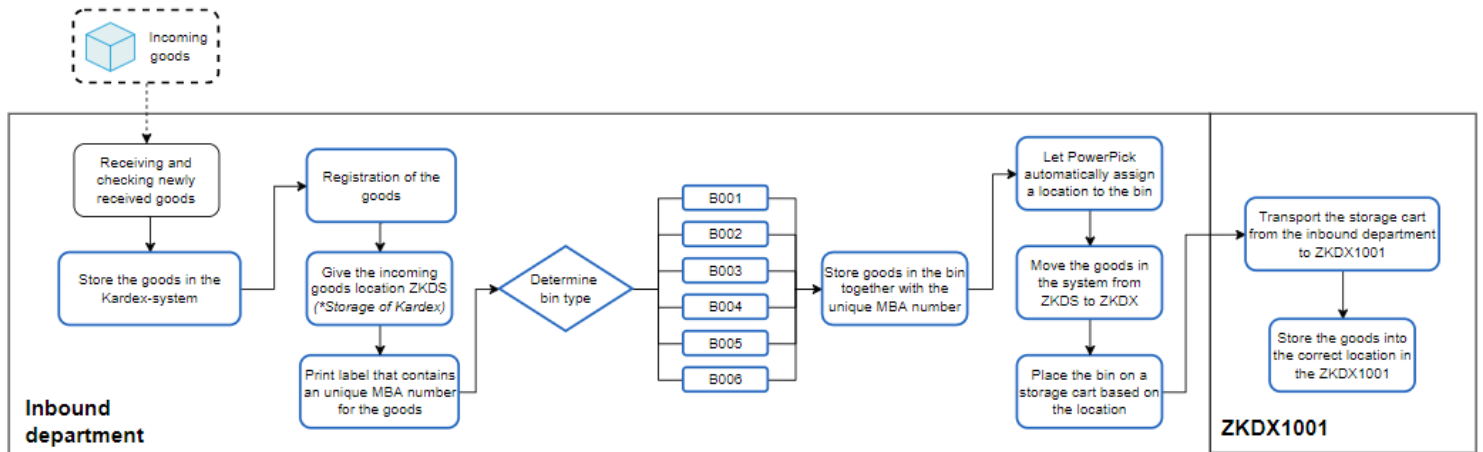 Incoming
goods
Receiving and
checking newly
received goods
Store the goods in the
Kardex-system
Registration of the
goods
Give the incoming
goods location ZKDS
(*Storage of Kardex)
Print label that contains
an unique MBA number
for the goods
Determine
bin type
B001
B002
B003
B004
B005
B006
Store goods in the bin
together with the
unique MBA number
Let PowerPick
automatically assign
a location to the bin
Move the goods in
the system from
ZKDS to ZKDX
Place the bin on a
storage cart based on
the location
Transport the storage cart
from the inbound department
to ZKDX1001
Store the goods into
the correct location in
the ZKDX1001
Inbound
department
ZKDX1001